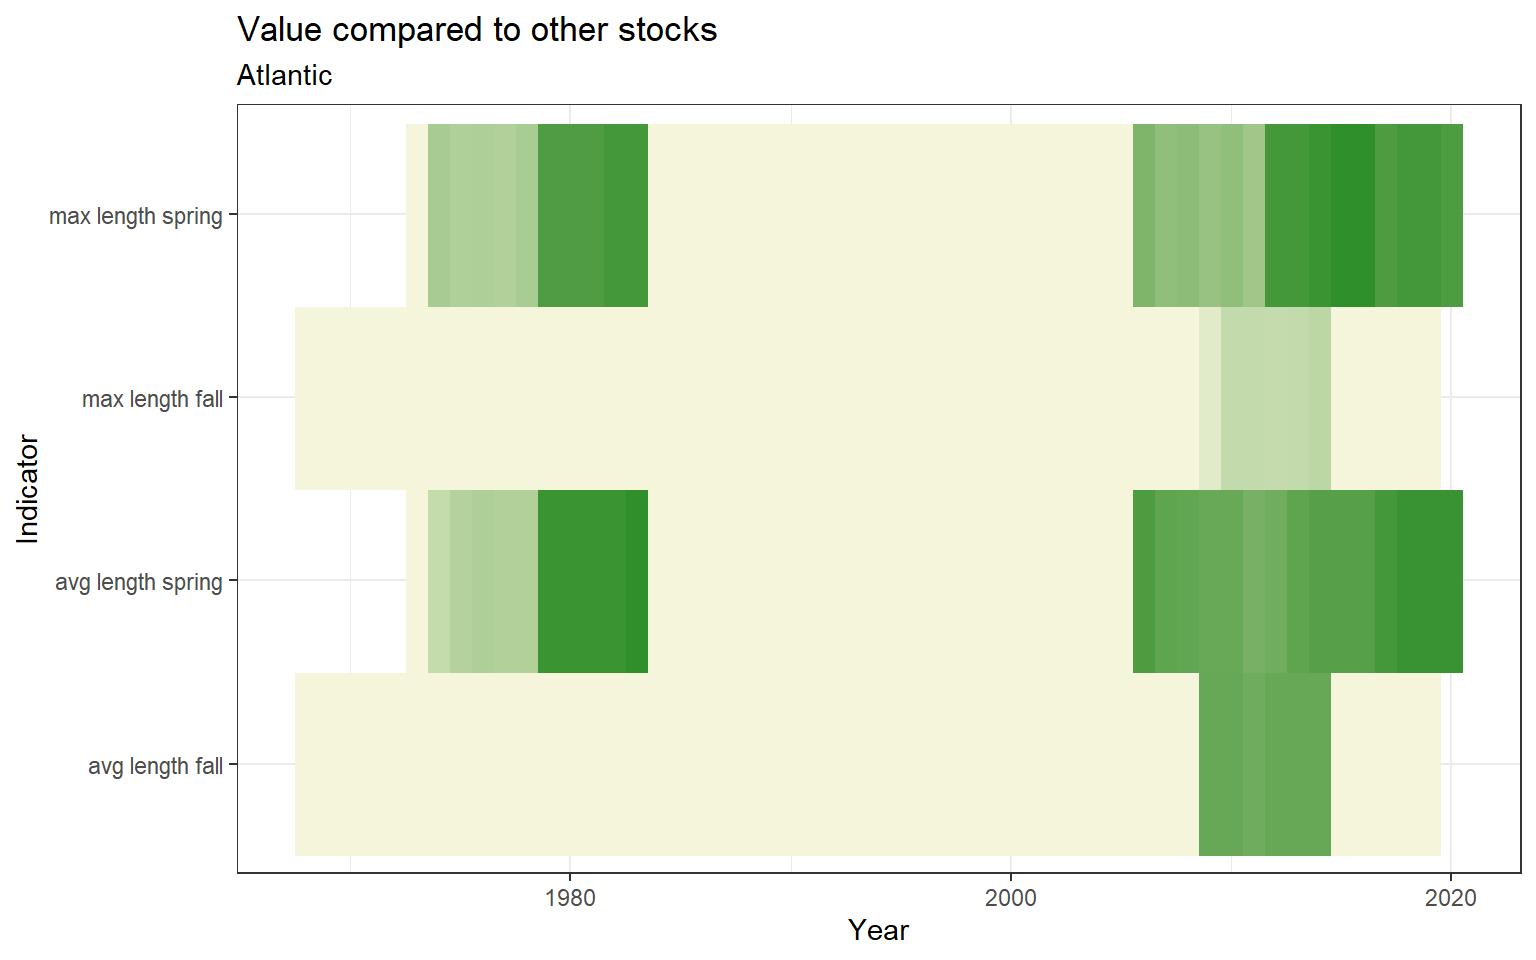 Value compared to other stocks
Atlantic
max length spring
max length fall
avg length spring
avg length fall
Indicator
1980
2000
2020
Year